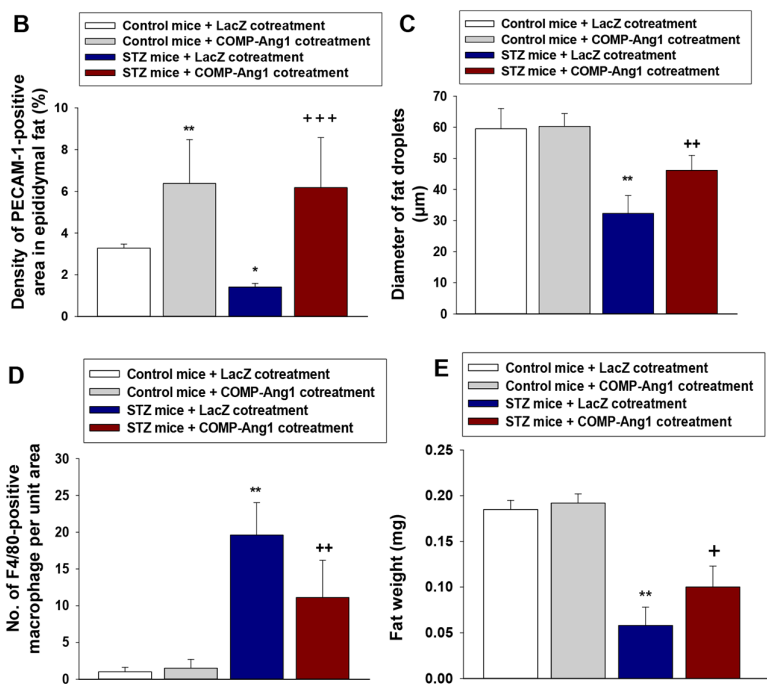 B
Control mice + LacZ cotreatment
Control mice + COMP-Ang1 cotreatment
STZ mice + LacZ cotreatment
STZ mice + COMP-Ang1 cotreatment
Density of PECAM-1-positive
area in epididymal fat (%)
10
8
6
4
2
0
**
*
+++
C
Control mice + LacZ cotreatment
Control mice + COMP-Ang1 cotreatment
STZ mice + LacZ cotreatment
STZ mice + COMP-Ang1 cotreatment
Diameter of fat droplets
(μm)
70
60
50
40
30
20
10
0
**
++
D
Control mice + LacZ cotreatment
Control mice + COMP-Ang1 cotreatment
STZ mice + LacZ cotreatment
STZ mice + COMP-Ang1 cotreatment
No. of F4/80-positive
macrophage per unit area
30
25
20
15
10
5
0
**
++
E
Control mice + LacZ cotreatment
Control mice + COMP-Ang1 cotreatment
STZ mice + LacZ cotreatment
STZ mice + COMP-Ang1 cotreatment
Fat weight (mg)
0.20
0.15
0.10
0.05
0.00
**
+